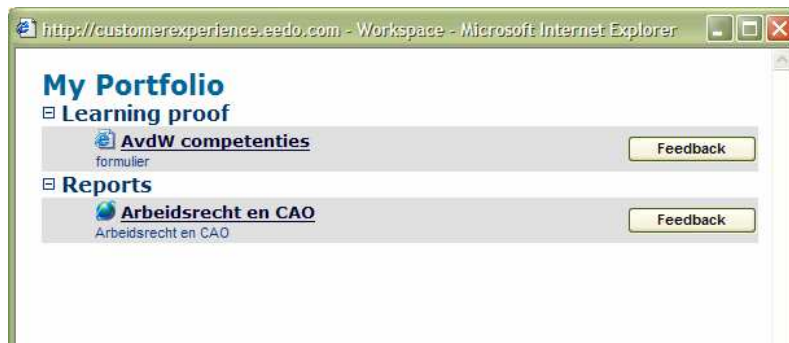 http://customerexperience.eedo.com - Workspace - Microsoft Internet Explorer
My Portfolio
Learning proof
AvdW competenties
formulier
Feedback
Reports
Arbeidsrecht en CAO
Arbeidsrecht en CAO
Feedback